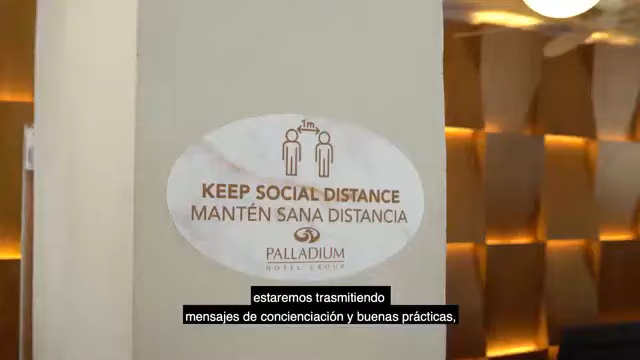 1m
KEEP SOCIAL DISTANCE
MANTÉN SANA DISTANCIA
PALLADIUM
HOTEL GROUP
estaremos trasmitiendo
mensajes de concienciación y buenas prácticas,